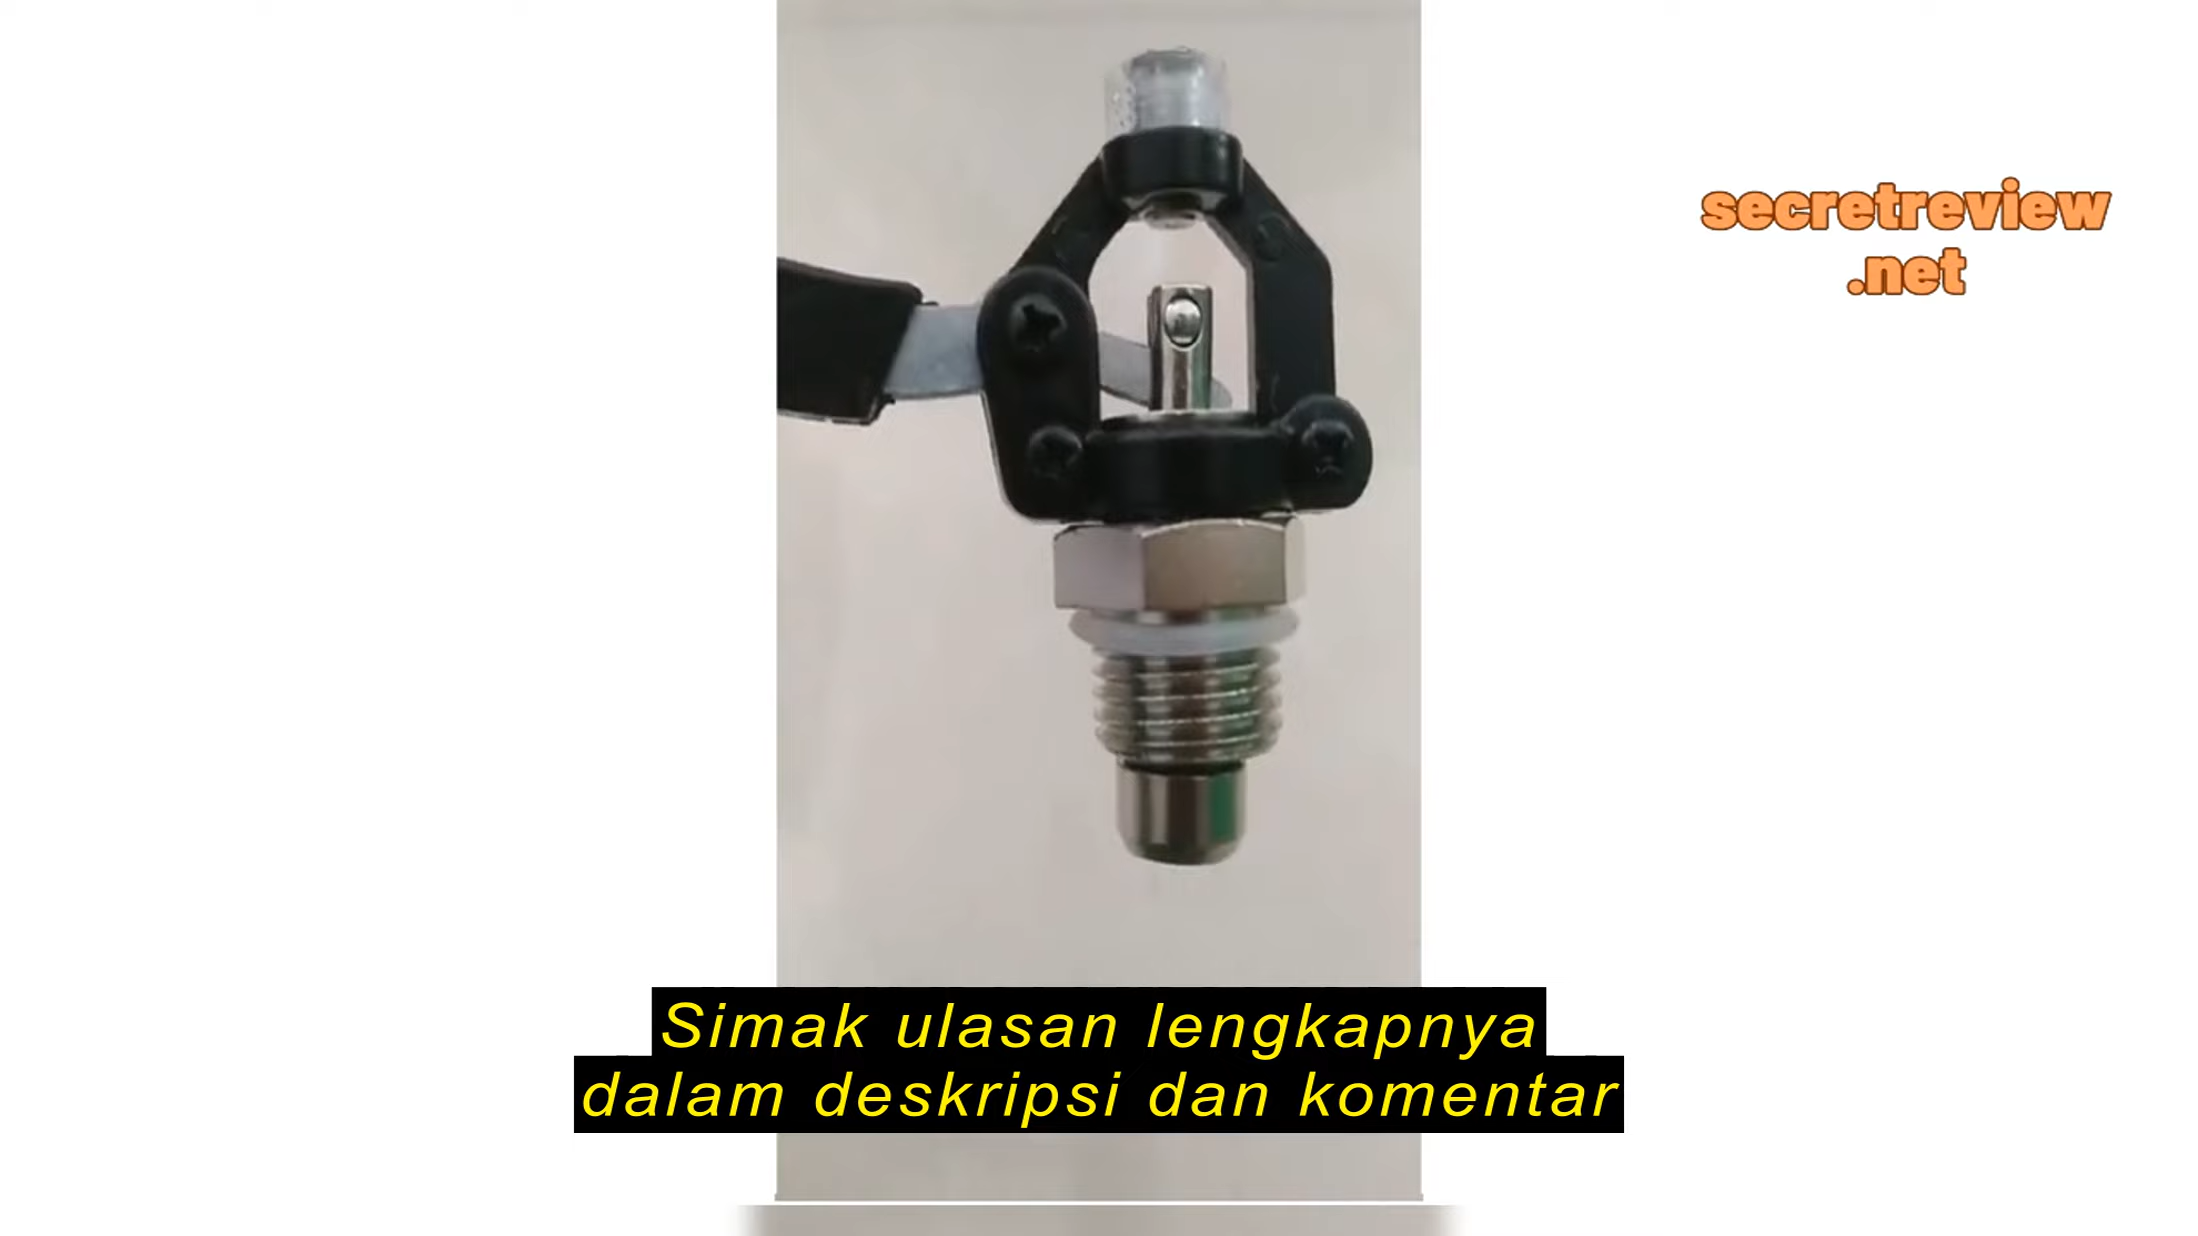 secretreview
.net
Simak ulasan lengkapnya
dalam deskripsi dan komentar